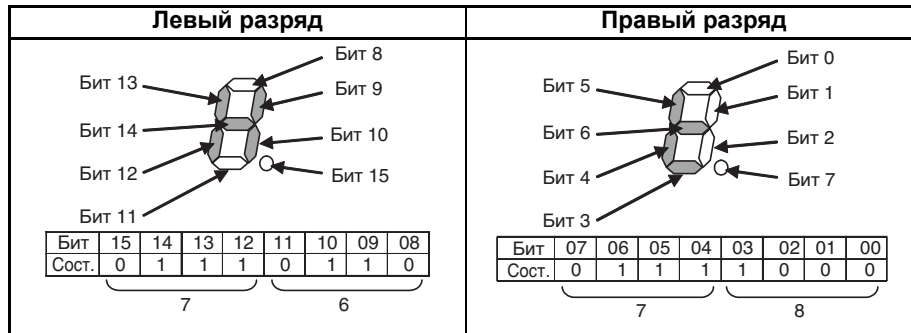 Левый разряд
Бит 8
Бит 13
Бит 9
Бит 14
Бит 10
Бит 12
Бит 15
Бит 11
Бит 15 14 13 12 11 10 09 08
Сост. 0 1 1 1 0 1 1 0
7 6
Правый разряд
Бит 0
Бит 5
Бит 1
Бит 6
Бит 2
Бит 4
Бит 7
Бит 3
Бит 07 06 05 04 03 02 01 00
Сост. 0 1 1 1 1 0 0 0
7 8